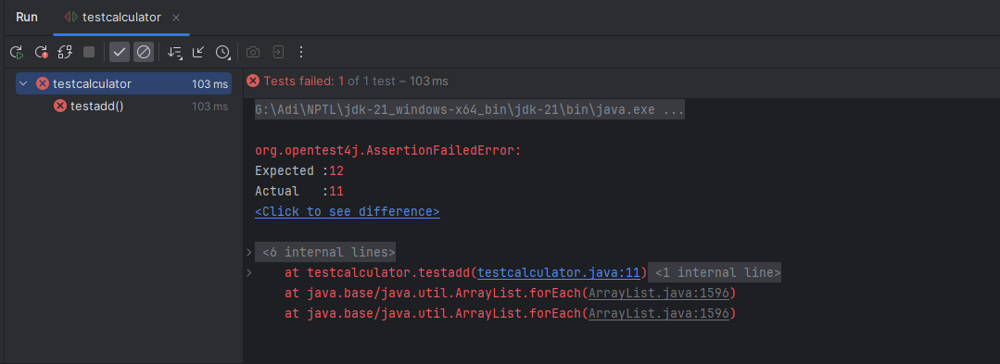 Run testcalculator
testcalculator 103 ms
testadd() 103 ms
Tests failed: 1 of 1 test – 103 ms
G:\Adi\NPTL\jdk-21_windows-x64_bin\jdk-21\bin\java.exe ...
org.opentest4j.AssertionFailedError:
Expected :12
Actual :11
<Click to see difference>
<6 internal lines>
at testcalculator.testadd(testcalculator.java:11) <1 internal line>
at java.base/java.util.ArrayList.forEach(ArrayList.java:1596)
at java.base/java.util.ArrayList.forEach(ArrayList.java:1596)